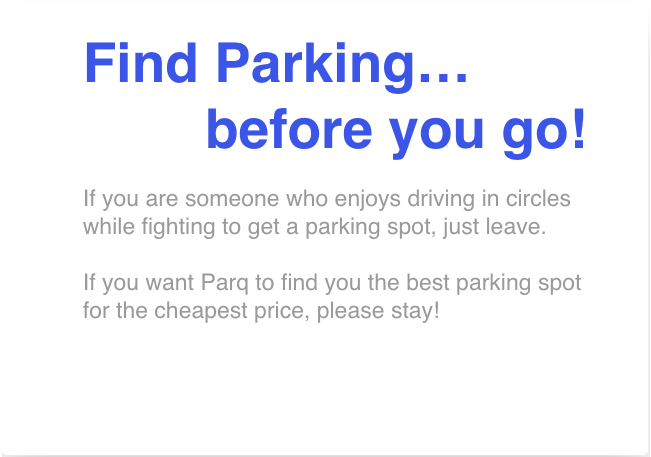 Find Parking...
before you go!
If you are someone who enjoys driving in circles
while fighting to get a parking spot, just leave.
If you want Parq to find you the best parking spot
for the cheapest price, please stay!